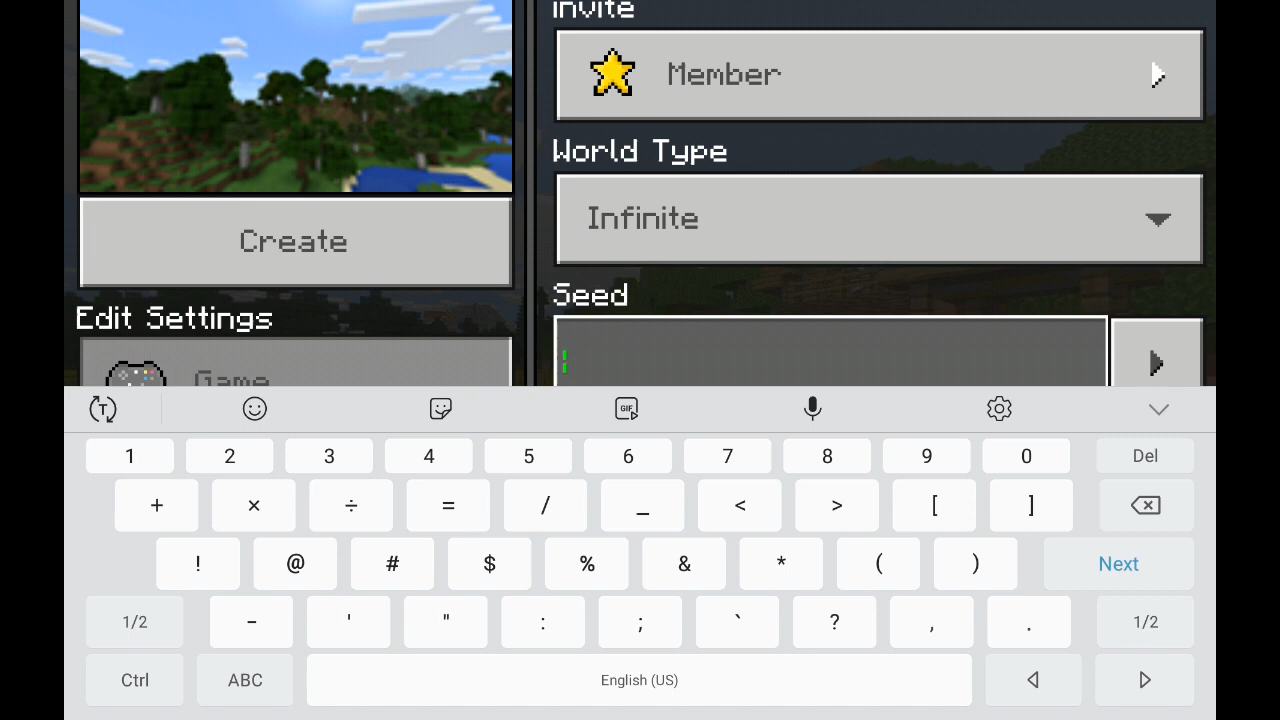 Invite
Member
World Type
Infinite
Create
Seed
Edit Settings
Game
T GIF
1 2 3 4 5 6 7 8 9 0 Del
+ × ÷ = / _ < > [ ]
! @ # $ % & * ( ) Next
1/2 - ' " : ; ` ? , . 1/2
Ctrl ABC English (US)